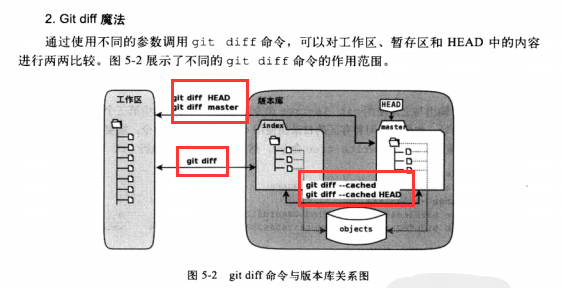 2. Git diff 魔法
通过使用不同的参数调用 git diff 命令，可以对工作区、暂存区和 HEAD 中的内容
进行两两比较。图 5-2 展示了不同的 git diff 命令的作用范围。
工作区
git diff HEAD
git diff master
版本库
HEAD
index
master
git diff
git diff --cached
git diff --cached HEAD
objects
图 5-2 git diff 命令与版本库关系图